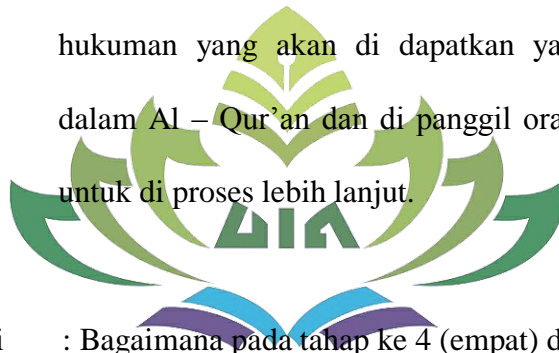 hukuman yang akan di dapatkan ya
dalam Al – Qur’an dan di panggil ora
untuk di proses lebih lanjut.
UIN
i : Bagaimana pada tahap ke 4 (empat) d